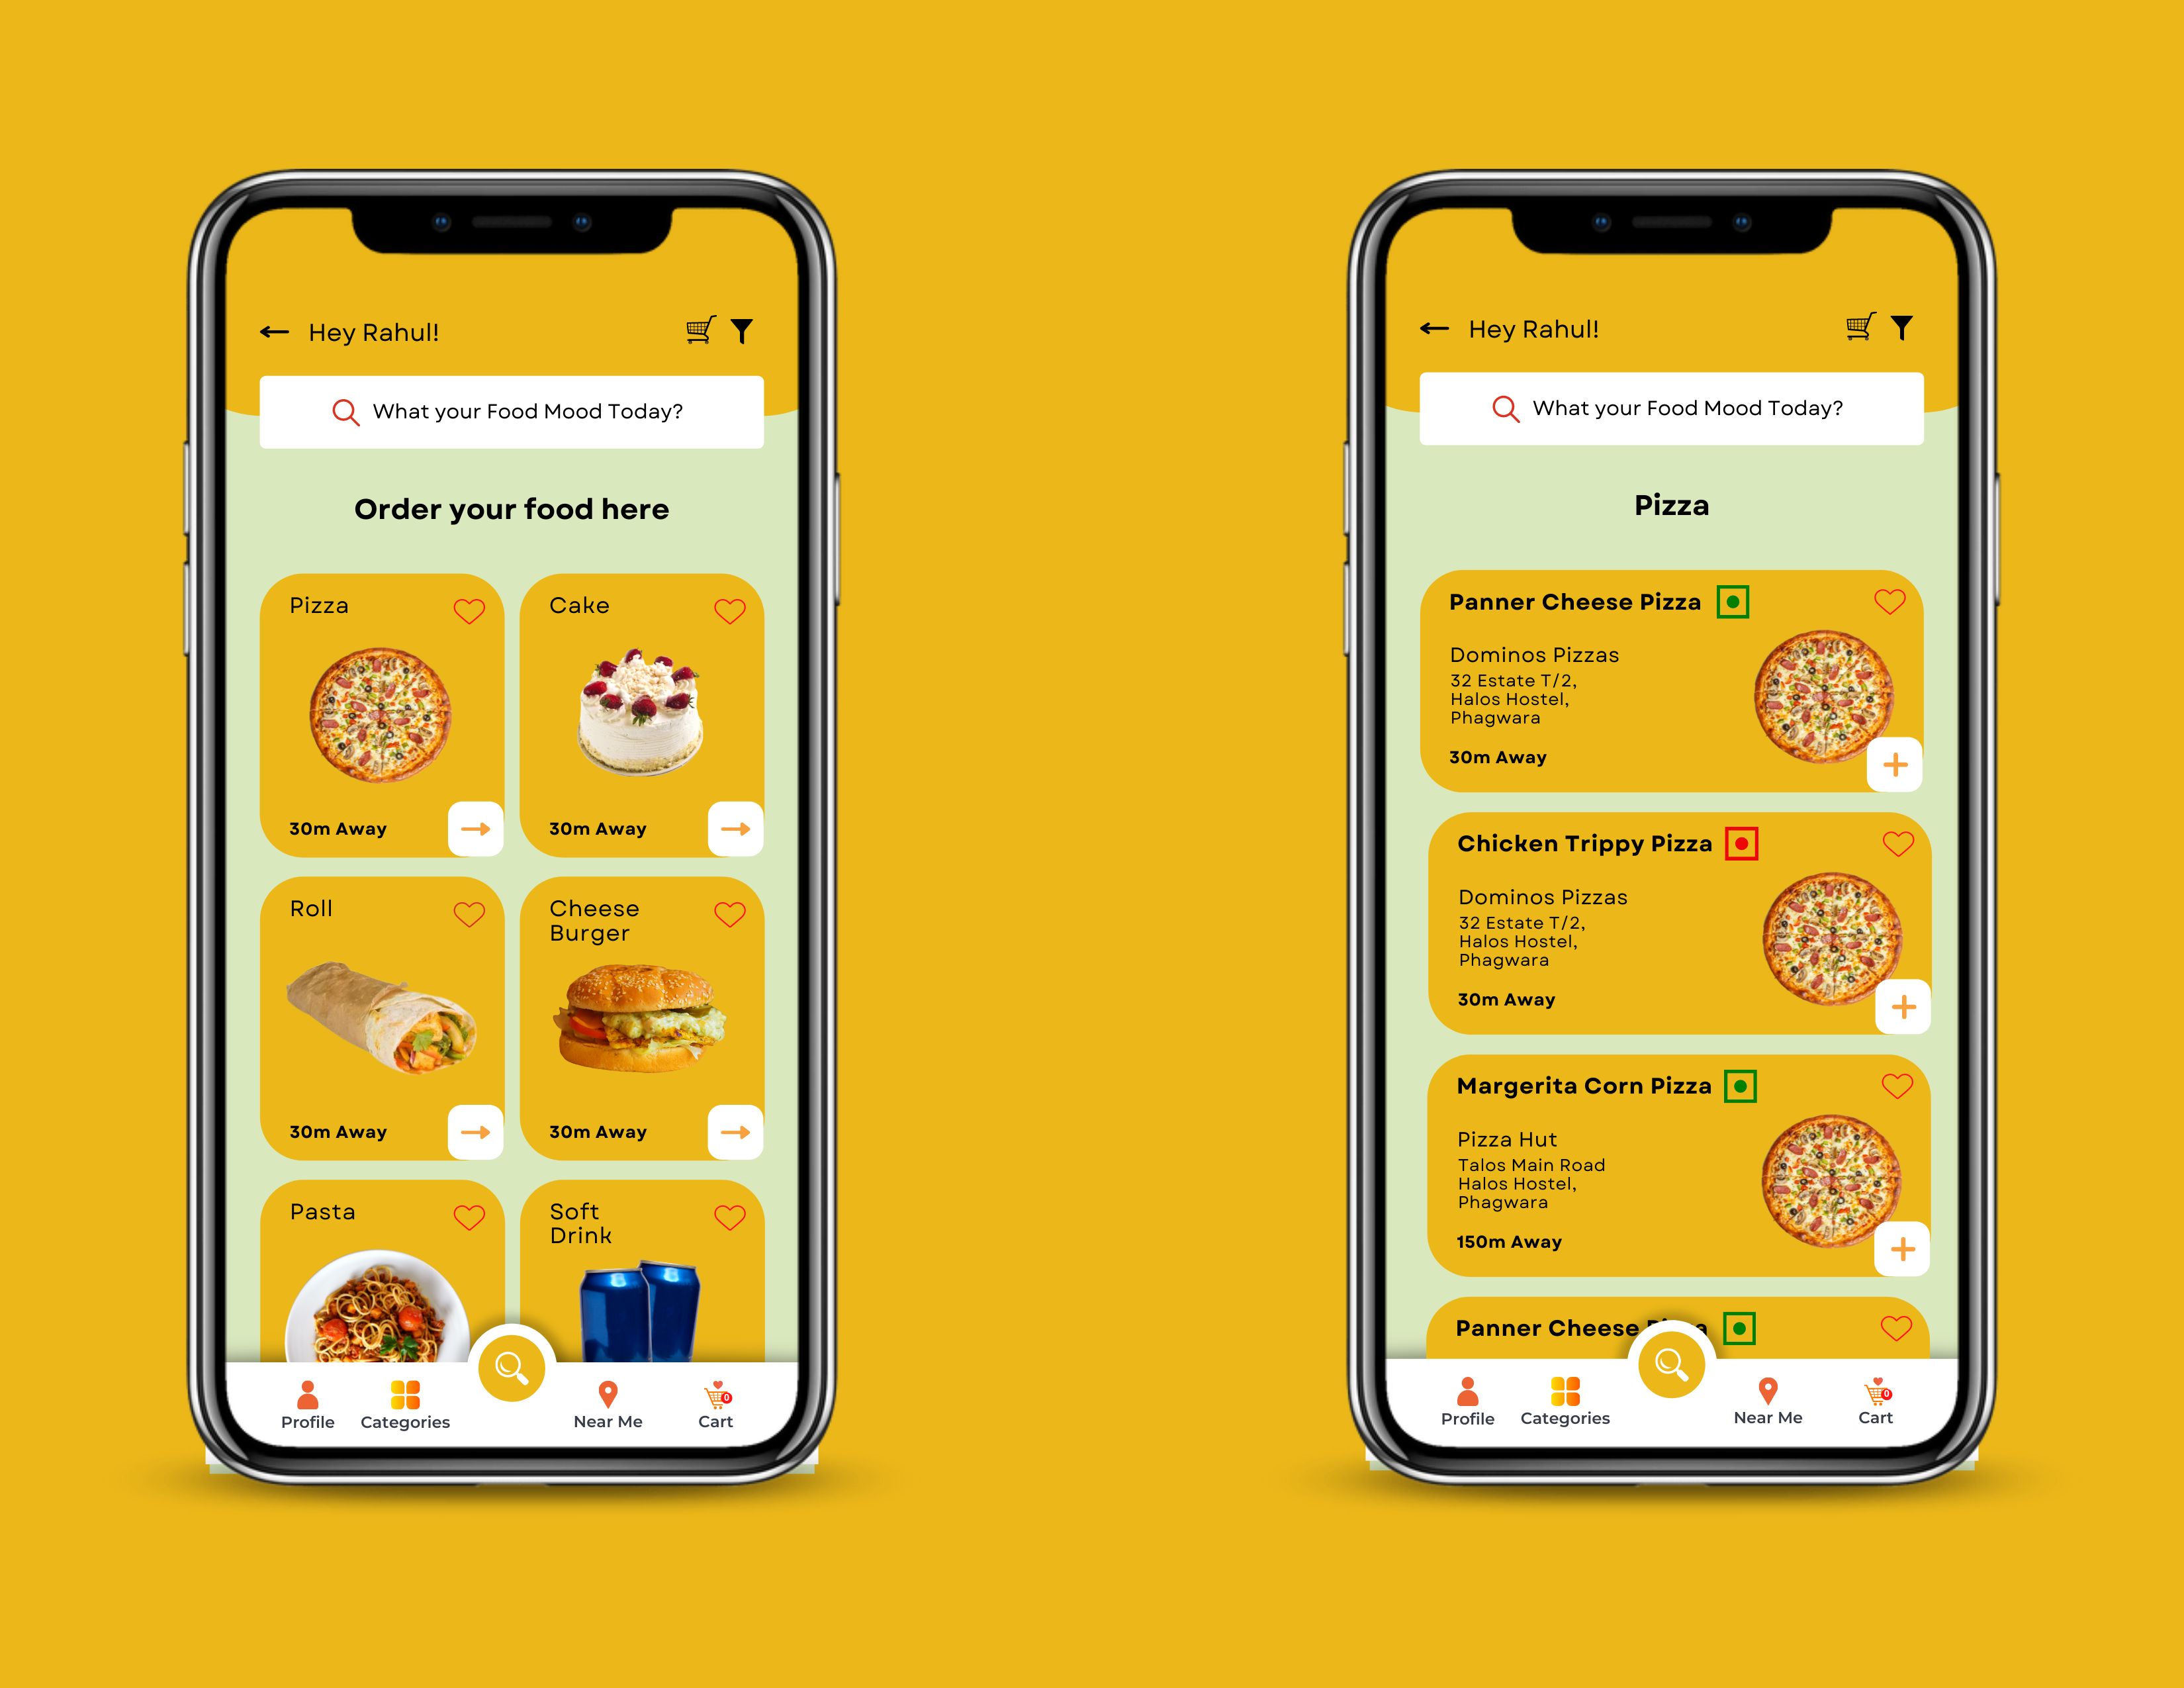 Hey Rahul!
What your Food Mood Today?
Order your food here
Pizza
30m Away
Cake
30m Away
Roll
30m Away
Cheese
Burger
30m Away
Pasta
Soft
Drink
Profile
Categories
Near Me
0
Cart
Hey Rahul!
What your Food Mood Today?
Pizza
Panner Cheese Pizza
Dominos Pizzas
32 Estate T/2,
Halos Hostel,
Phagwara
30m Away
Chicken Trippy Pizza
Dominos Pizzas
32 Estate T/2,
Halos Hostel,
Phagwara
30m Away
Margerita Corn Pizza
Pizza Hut
Talos Main Road
Halos Hostel,
Phagwara
150m Away
Panner Cheese
Profile
Categories
Near Me
0
Cart